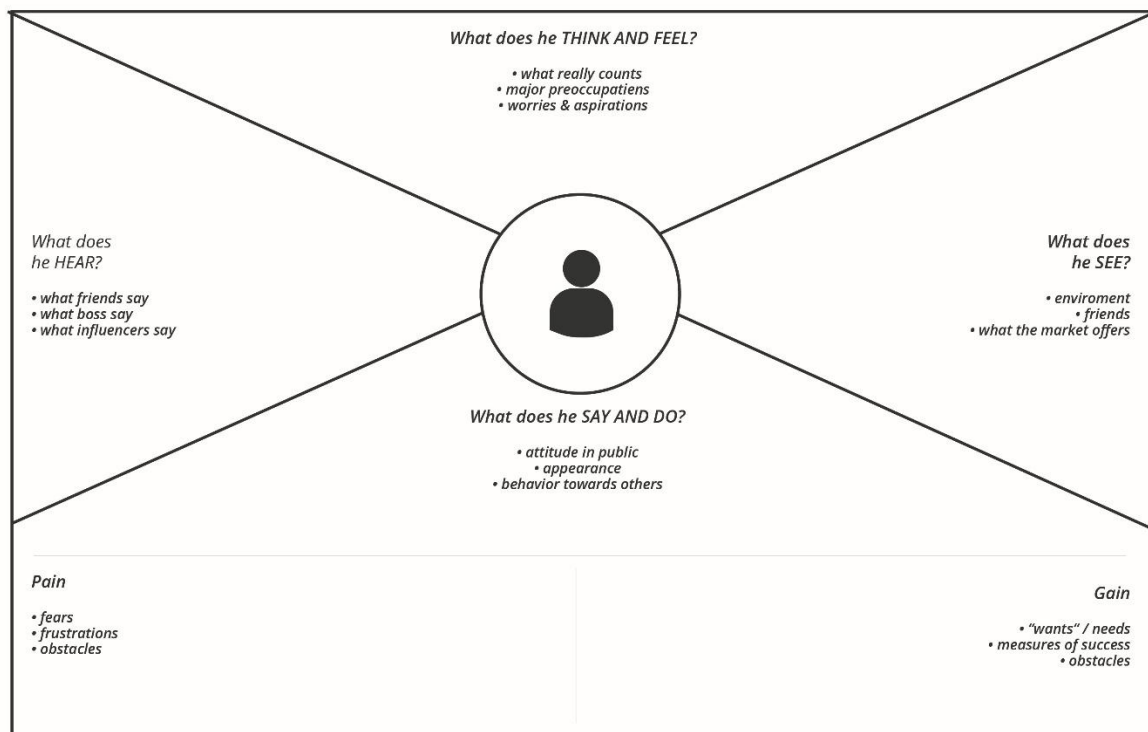 What does he THINK AND FEEL?
• what really counts
• major preoccupatiens
• worries & aspirations
What does
he HEAR?
• what friends say
• what boss say
• what influencers say
What does
he SEE?
• enviroment
• friends
• what the market offers
What does he SAY AND DO?
• attitude in public
• appearance
• behavior towards others
Pain
• fears
• frustrations
• obstacles
Gain
• “wants“ / needs
• measures of success
• obstacles